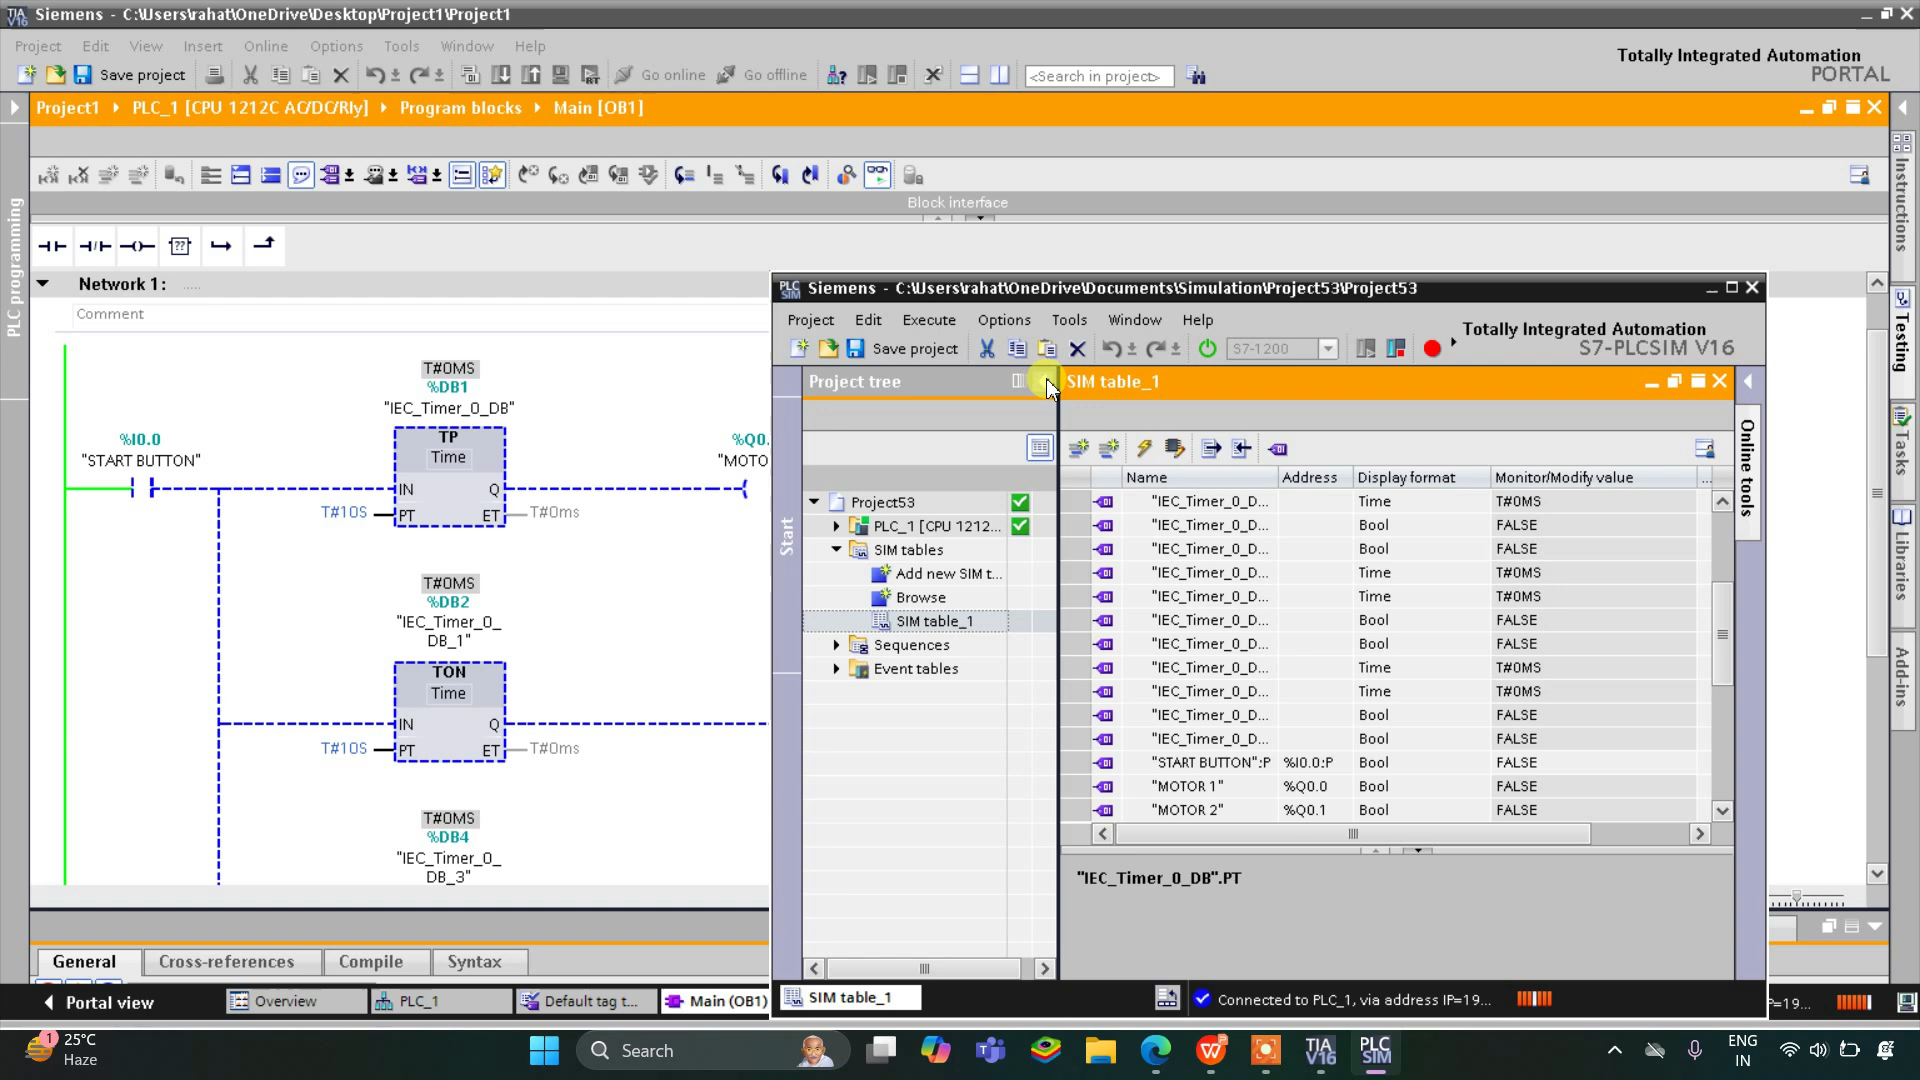 Siemens - C:\Users\rahat\OneDrive\Desktop\Project1\Project1
Project Edit View Insert Online Options Tools Window Help
Totally Integrated Automation
PORTAL
Save project
Go online
Go offline
<Search in project>
Project1 ▸ PLC_1 [CPU 1212C AC/DC/Rly] ▸ Program blocks ▸ Main [OB1]
Block interface
PLC programming
Instructions
Testing
Tasks
Libraries
Add-ins
Network 1: .....
Comment
T#0MS
%DB1
"IEC_Timer_0_DB"
%I0.0
"START BUTTON"
TP
Time
IN Q
T#10S PT ET T#0ms
%Q0.
"MOTO
T#0MS
%DB2
"IEC_Timer_0_
DB_1"
TON
Time
IN Q
T#10S PT ET T#0ms
T#0MS
%DB4
"IEC_Timer_0_
DB_3"
General Cross-references Compile Syntax
Siemens - C:\Users\rahat\OneDrive\Documents\Simulation\Project53\Project53
Project Edit Execute Options Tools Window Help
Totally Integrated Automation
S7-PLCSIM V16
Save project
S7-1200
Project tree
SIM table_1
Start
Online tools
Project53
PLC_1 [CPU 1212...
SIM tables
Add new SIM t...
Browse
SIM table_1
Sequences
Event tables
Name Address Display format Monitor/Modify value ...
"IEC_Timer_0_D... Time T#0MS
"IEC_Timer_0_D... Bool FALSE
"IEC_Timer_0_D... Bool FALSE
"IEC_Timer_0_D... Time T#0MS
"IEC_Timer_0_D... Time T#0MS
"IEC_Timer_0_D... Bool FALSE
"IEC_Timer_0_D... Bool FALSE
"IEC_Timer_0_D... Time T#0MS
"IEC_Timer_0_D... Time T#0MS
"IEC_Timer_0_D... Bool FALSE
"IEC_Timer_0_D... Bool FALSE
"START BUTTON":P %I0.0:P Bool FALSE
"MOTOR 1" %Q0.0 Bool FALSE
"MOTOR 2" %Q0.1 Bool FALSE
"IEC_Timer_0_DB".PT
SIM table_1
Connected to PLC_1, via address IP=19...
Portal view
Overview
PLC_1
Default tag t...
Main (OB1)
P=19...
1
25°C
Haze
Search
TIA
V16
PLC
SIM
ENG
IN